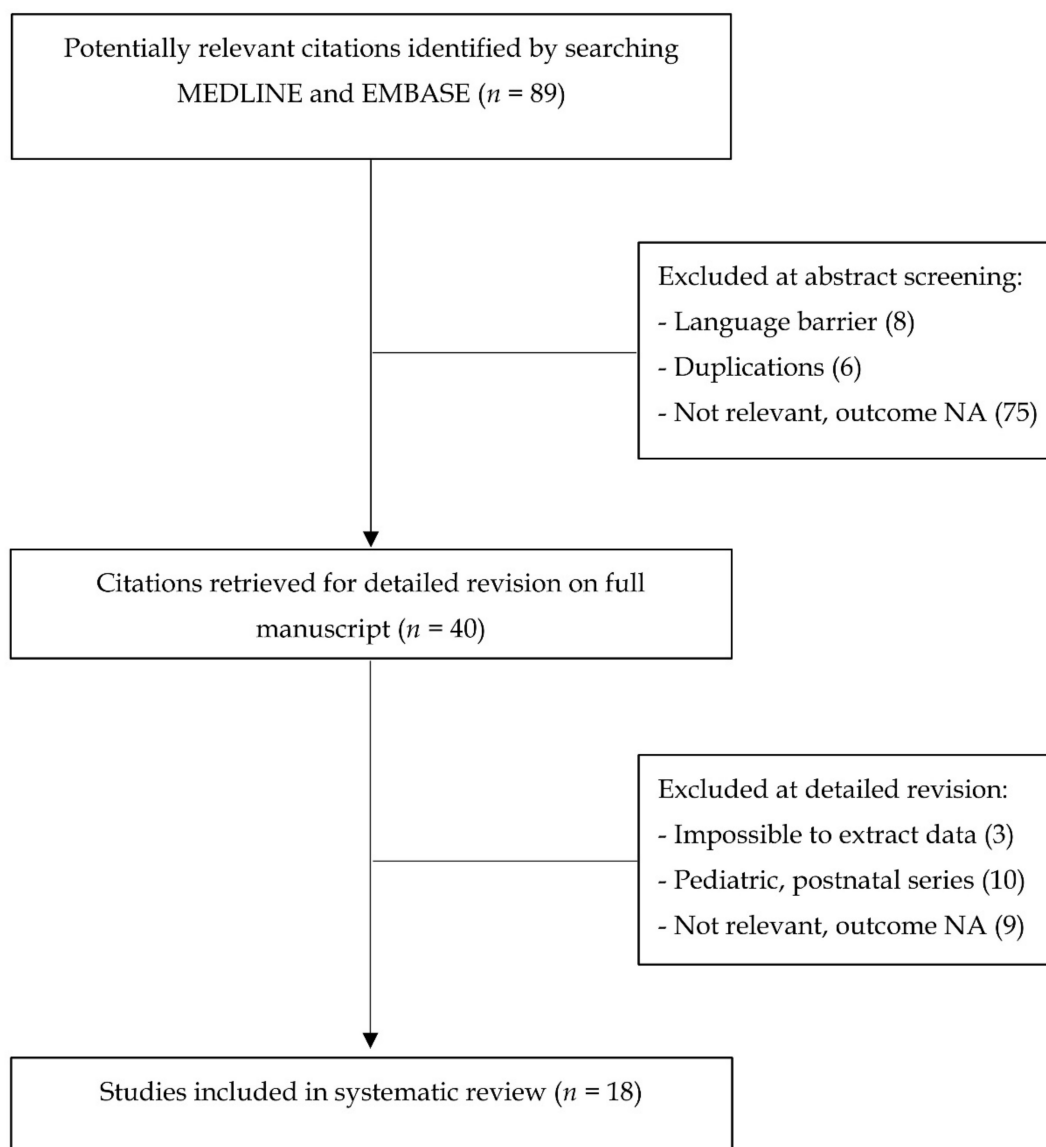 Potentially relevant citations identified by searching
MEDLINE and EMBASE (n = 89)
Excluded at abstract screening:
- Language barrier (8)
- Duplications (6)
- Not relevant, outcome NA (75)
Citations retrieved for detailed revision on full
manuscript (n = 40)
Excluded at detailed revision:
- Impossible to extract data (3)
- Pediatric, postnatal series (10)
- Not relevant, outcome NA (9)
Studies included in systematic review (n = 18)